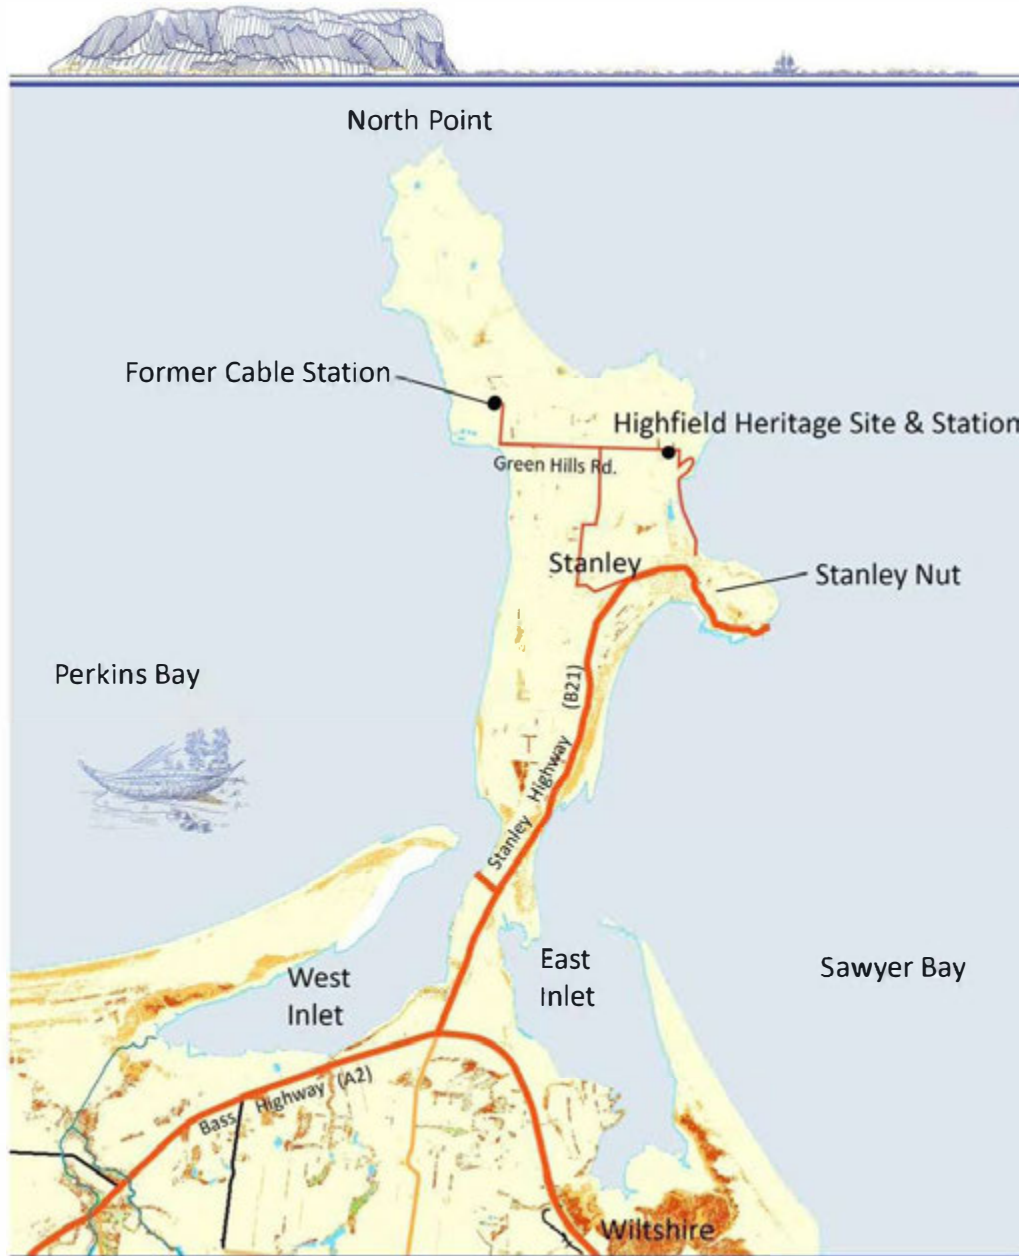 North Point
Former Cable Station
Highfield Heritage Site & Station
Green Hills Rd.
Stanley
Stanley Nut
Perkins Bay
(B21)
Stanley Highway
East
Inlet
Sawyer Bay
West
Inlet
Bass Highway (A2)
Wiltshire